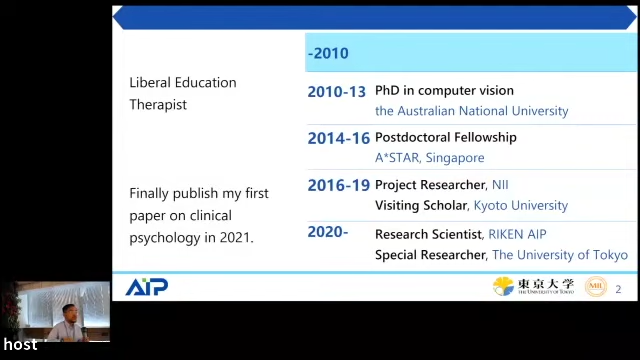 -2010
Liberal Education
Therapist
2010-13 PhD in computer vision
the Australian National University
2014-16 Postdoctoral Fellowship
A*STAR, Singapore
Finally publish my first
paper on clinical
psychology in 2021.
2016-19 Project Researcher, NII
Visiting Scholar, Kyoto University
2020- Research Scientist, RIKEN AIP
Special Researcher, The University of Tokyo
AIP
東京大学
THE UNIVERSITY OF TOKYO
MIL
2
host